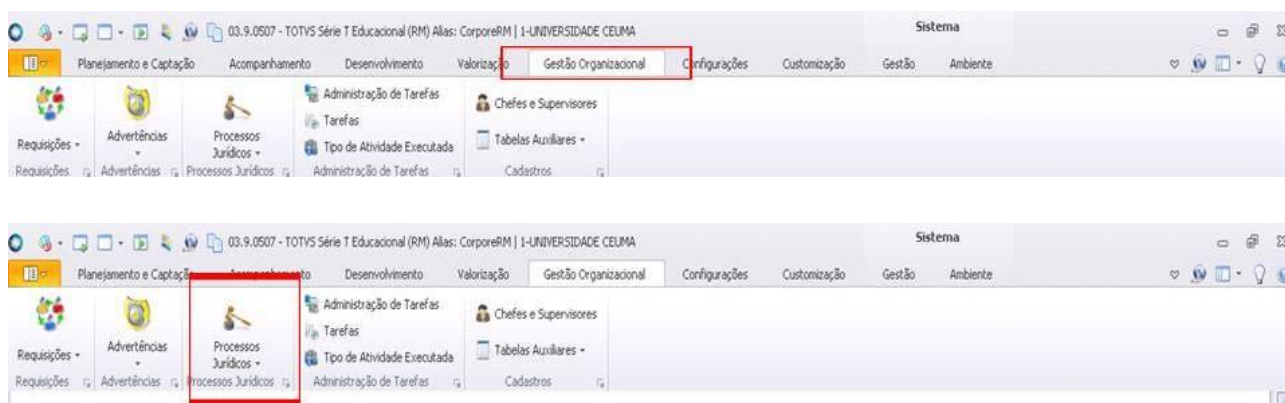 03.9.0507 - TOTVS Série T Educacional (RM) Alias: CorporeRM | 1-UNIVERSIDADE CEUMA Sistema
Planejamento e Captação Acompanhamento Desenvolvimento Valorização Gestão Organizacional Configurações Customização Gestão Ambiente
Administração de Tarefas
Chefes e Supervisores
Tarefas
Requisições Advertências Processos
Jurídicos
Tipo de Atividade Executada
Tabelas Auxiliares
Requisições Advertências Processos Jurídicos Administração de Tarefas Cadastros
03.9.0507 - TOTVS Série T Educacional (RM) Alias: CorporeRM | 1-UNIVERSIDADE CEUMA Sistema
Planejamento e Captação Acompanhamento Desenvolvimento Valorização Gestão Organizacional Configurações Customização Gestão Ambiente
Administração de Tarefas
Chefes e Supervisores
Tarefas
Requisições Advertências Processos
Jurídicos
Tipo de Atividade Executada
Tabelas Auxiliares
Requisições Advertências Processos Jurídicos Administração de Tarefas Cadastros